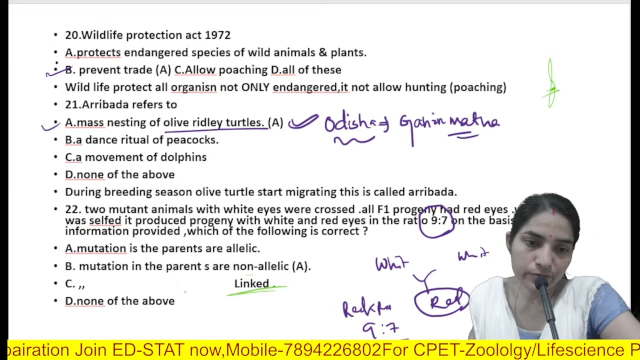 20.Wildlife protection act 1972
A.protects endangered species of wild animals & plants.
B. prevent trade (A) C.Allow poaching D.all of these
Wild life protect all organisn not ONLY endangered,it not allow hunting (poaching)
21.Arribada refers to
A.mass nesting of olive ridley turtles. (A) Odisha → Gahirmatha
B.a dance ritual of peacocks.
C.a movement of dolphins
D.none of the above
During breeding season olive turtle start migrating this is called arribada.
22. two mutant animals with white eyes were crossed .all F1 progeny had red eyes .
was selfed it produced progeny with white and red eyes in the rati o 9:7 on the basis
information provided ,which of the following is correct ?
A.mutation is the parents are allelic.
B. mutation in the parent s are non-allelic (A).
whit whit
C. ,, Linked .
Red
D.none of the above
9:7
pairation Join ED-STAT now,Mobile-7894226802For CPET-Zoololgy/Lifescience P